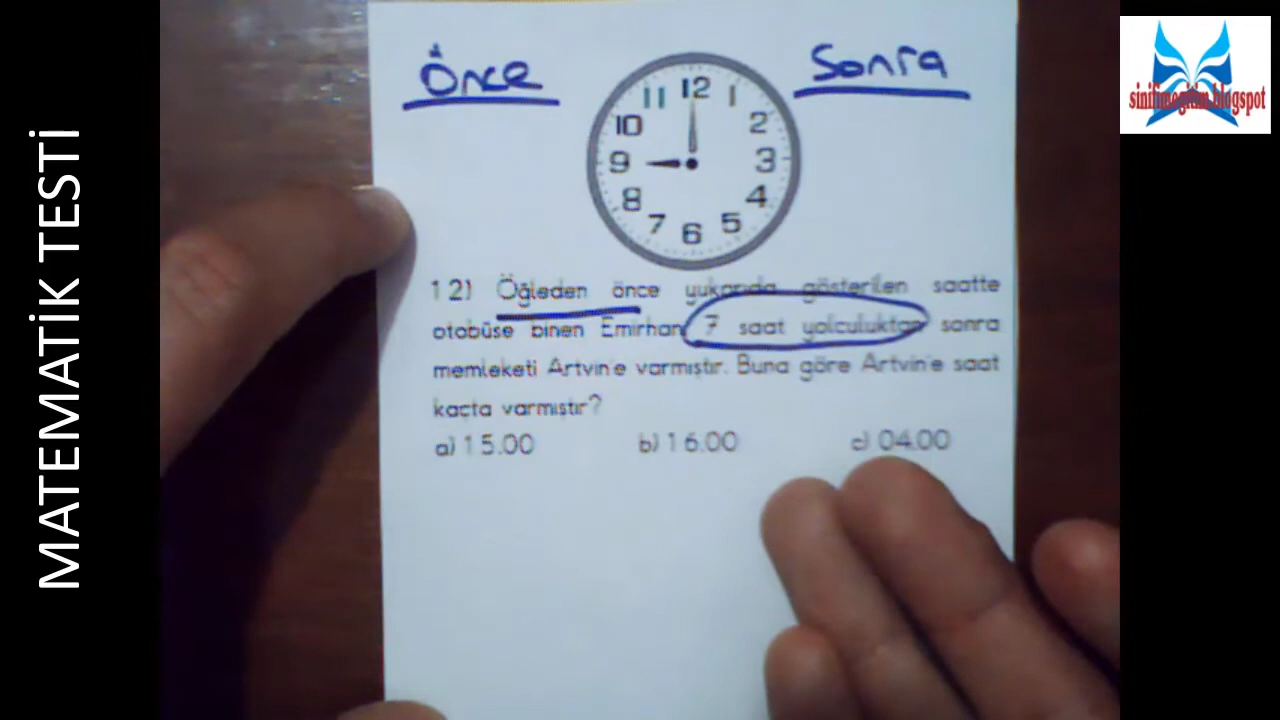 MATEMATİK TESTİ
sinifimegitim.blogspot
Önce
Sonra
12
11
1
10
2
9
3
8
4
7
5
6
12) Öğleden önce yukarıda gösterilen saatte
otobüse binen Emirhan 7 saat yolculuktan sonra
memleketi Artvin'e varmıştır. Buna göre Artvin'e saat
kaçta varmıştır?
a) 15.00 b) 16.00 c) 04.00